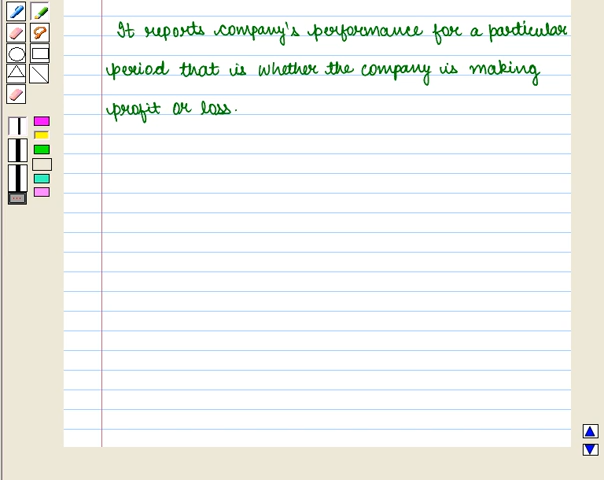 It reports company's performance for a particular
period that is whether the company is making
profit or loss.